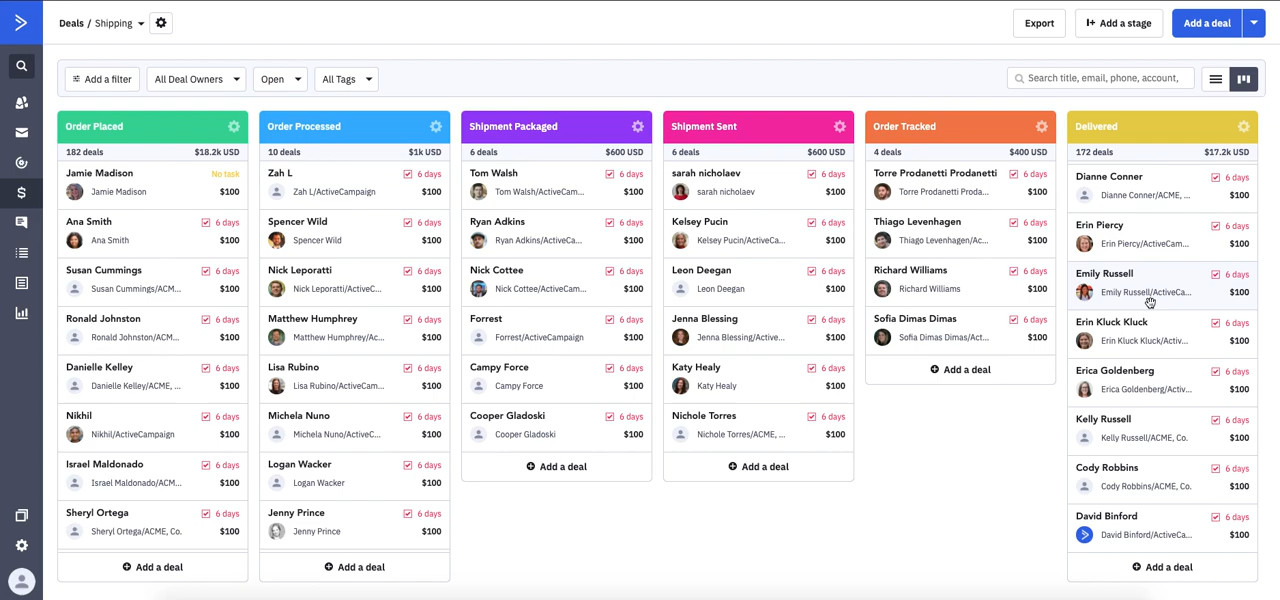 Deals / Shipping
Export
Add a stage
Add a deal
Add a filter
All Deal Owners
Open
All Tags
Search title, email, phone, account,
Order Placed
182 deals $18.2k USD
Jamie Madison No task
Jamie Madison $100
Ana Smith 6 days
Ana Smith $100
Susan Cummings 6 days
Susan Cummings/ACM... $100
Ronald Johnston 6 days
Ronald Johnston/ACM... $100
Danielle Kelley 6 days
Danielle Kelley/ACME, ... $100
Nikhil 6 days
Nikhil/ActiveCampaign $100
Israel Maldonado 6 days
Israel Maldonado/ACM... $100
Sheryl Ortega 6 days
Sheryl Ortega/ACME, Co. $100
Add a deal
Order Processed
10 deals $1k USD
Zah L 6 days
Zah L/ActiveCampaign $100
Spencer Wild 6 days
Spencer Wild $100
Nick Leporatti 6 days
Nick Leporatti/ActiveC... $100
Matthew Humphrey 6 days
Matthew Humphrey/Ac... $100
Lisa Rubino 6 days
Lisa Rubino/ActiveCam... $100
Michela Nuno 6 days
Michela Nuno/ActiveC... $100
Logan Wacker 6 days
Logan Wacker $100
Jenny Prince 6 days
Jenny Prince $100
Add a deal
Shipment Packaged
6 deals $600 USD
Tom Walsh 6 days
Tom Walsh/ActiveCam... $100
Ryan Adkins 6 days
Ryan Adkins/ActiveCa... $100
Nick Cottee 6 days
Nick Cottee/ActiveCam... $100
Forrest 6 days
Forrest/ActiveCampaign $100
Campy Force 6 days
Campy Force $100
Cooper Gladoski 6 days
Cooper Gladoski $100
Add a deal
Shipment Sent
6 deals $600 USD
sarah nicholaev 6 days
sarah nicholaev $100
Kelsey Pucin 6 days
Kelsey Pucin/ActiveCa... $100
Leon Deegan 6 days
Leon Deegan $100
Jenna Blessing 6 days
Jenna Blessing/Active... $100
Katy Healy 6 days
Katy Healy $100
Nichole Torres 6 days
Nichole Torres/ACME, ... $100
Add a deal
Order Tracked
4 deals $400 USD
Torre Prodanetti Prodanetti 6 days
Torre Prodanetti Proda... $100
Thiago Levenhagen 6 days
Thiago Levenhagen/Ac... $100
Richard Williams 6 days
Richard Williams $100
Sofia Dimas Dimas 6 days
Sofia Dimas Dimas/Act... $100
Add a deal
Delivered
172 deals $17.2k USD
Dianne Conner 6 days
Dianne Conner/ACME, ... $100
Erin Piercy 6 days
Erin Piercy/ActiveCam... $100
Emily Russell 6 days
Emily Russell/ActiveCa... $100
Erin Kluck Kluck 6 days
Erin Kluck Kluck/Activ... $100
Erica Goldenberg 6 days
Erica Goldenberg/Activ... $100
Kelly Russell 6 days
Kelly Russell/ACME, Co. $100
Cody Robbins 6 days
Cody Robbins/ACME, Co. $100
David Binford 6 days
David Binford/ActiveCa... $100
Add a deal